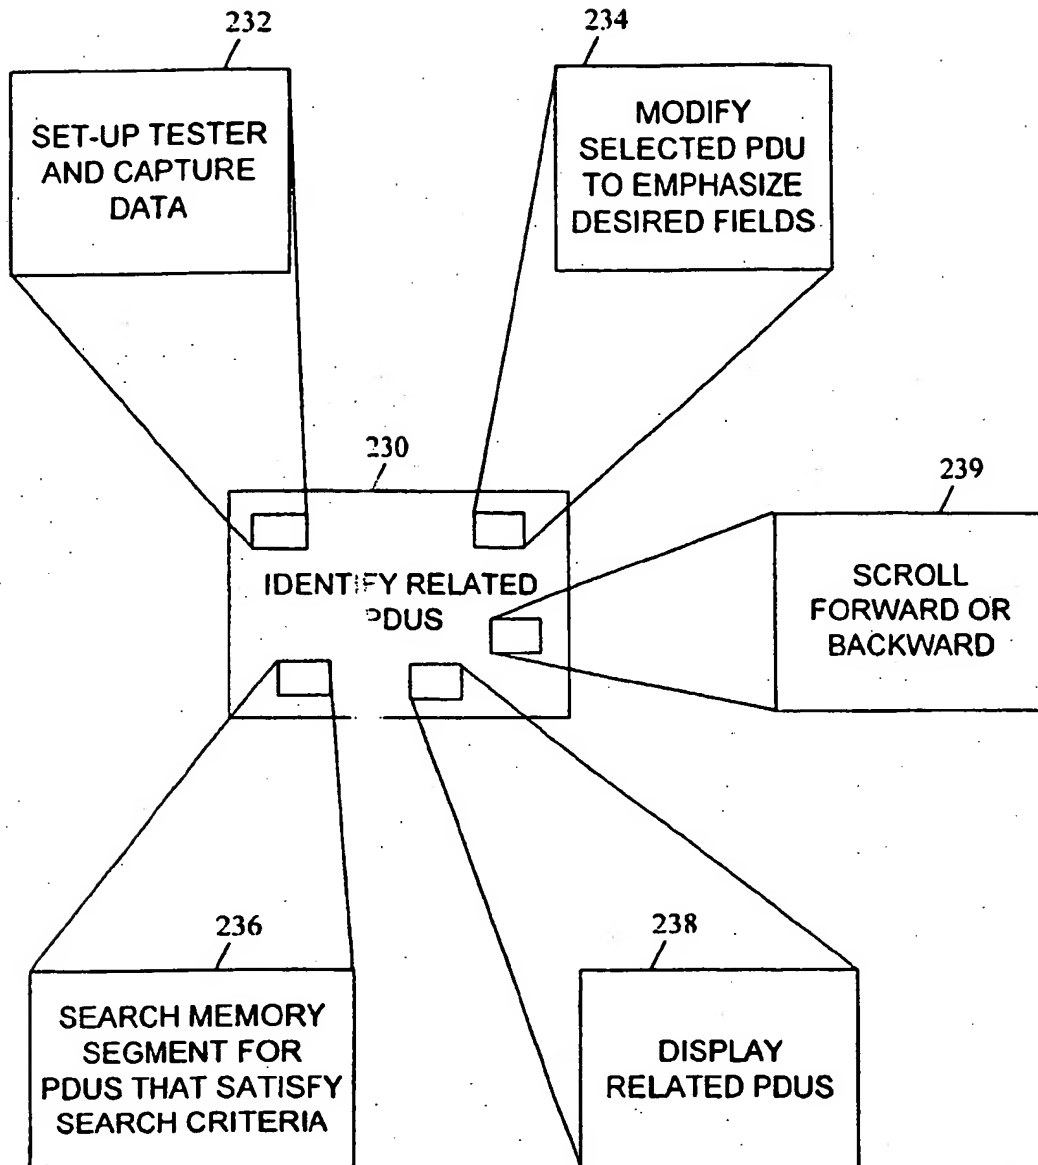 232
SET-UP TESTER
AND CAPTURE
DATA
234
MODIFY
SELECTED PDU
TO EMPHASIZE
DESIRED FIELDS
230
IDENTIFY RELATED
PDUS
239
SCROLL
FORWARD OR
BACKWARD
236
SEARCH MEMORY
SEGMENT FOR
PDUS THAT SATISFY
SEARCH CRITERIA
238
DISPLAY
RELATED PDUS